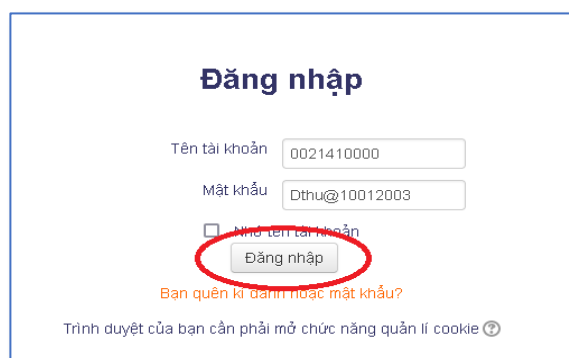 Đăng nhập
Tên tài khoản 0021410000
Mật khẩu Dthu@10012003
Nhớ tên tài khoản
Đăng nhập
Bạn quên kí danh hoặc mật khẩu?
Trình duyệt của bạn cần phải mở chức năng quản lí cookie ?